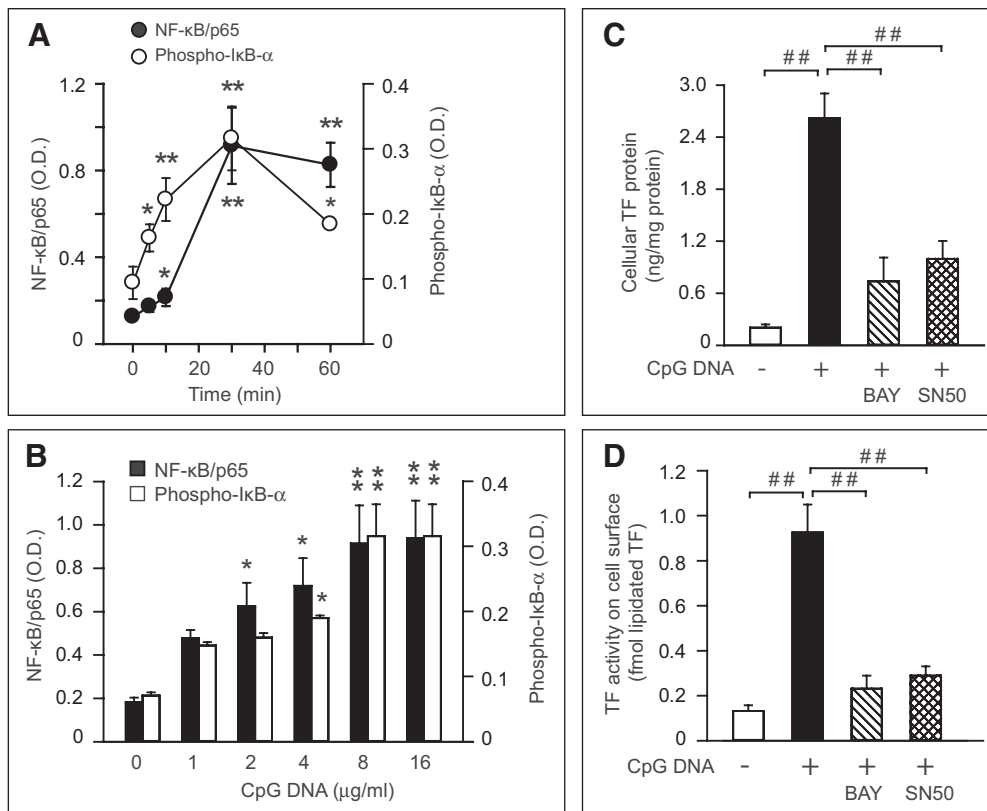 A
NF-κB/p65
Phospho-IκB-α
1.2
0.8
0.4
0
NF-κB/p65 (O.D.)
0.4
0.3
0.2
0.1
0
Phospho-IκB-α (O.D.)
** **
**
* ** *
*
0 20 40 60
Time (min)
B
NF-κB/p65
Phospho-IκB-α
1.2
1.0
0.8
0.6
0.4
0.2
0
NF-κB/p65 (O.D.)
0.4
0.3
0.2
0.1
0
Phospho-IκB-α (O.D.)
* * * *
* * * *
* *
*
0 1 2 4 8 16
CpG DNA (μg/ml)
C
##
## ##
3.0
2.4
1.8
1.2
0.6
0
Cellular TF protein
(ng/mg protein)
CpG DNA - + + +
BAY SN50
D
##
## ##
1.2
1.0
0.8
0.6
0.4
0.2
0
TF activity on cell surface
(fmol lipidated TF)
CpG DNA - + + +
BAY SN50